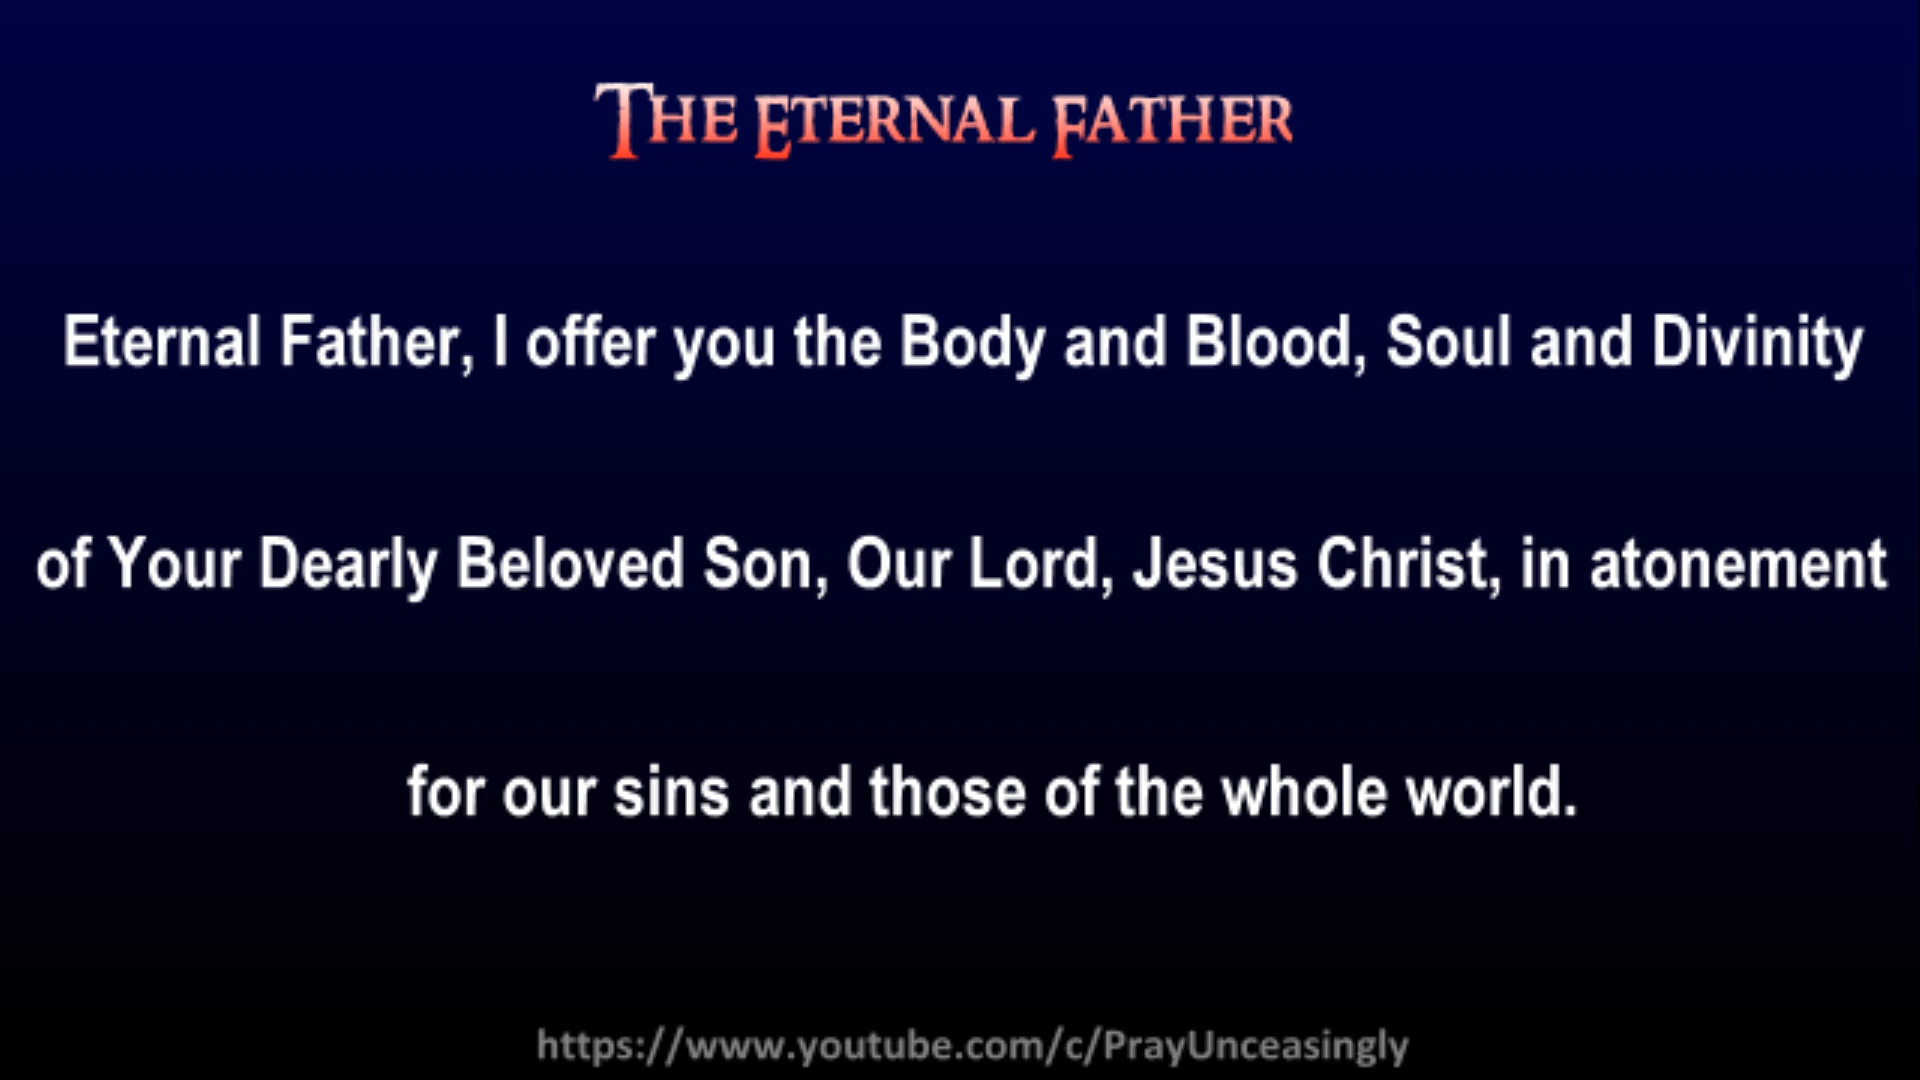 THE ETERNAL FATHER
Eternal Father, I offer you the Body and Blood, Soul and Divinity
of Your Dearly Beloved Son, Our Lord, Jesus Christ, in atonement
for our sins and those of the whole world.
https://www.youtube.com/c/PrayUnceasingly